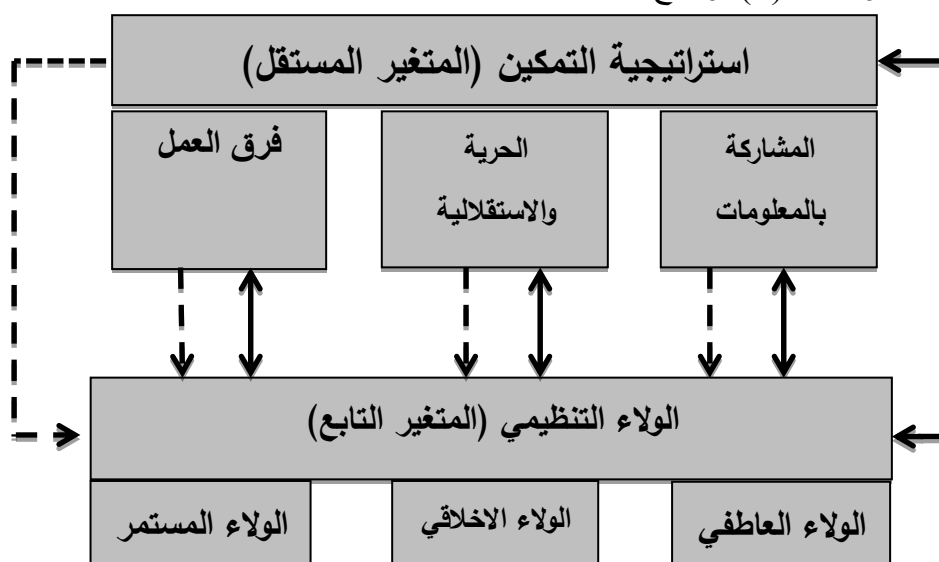 استراتيجية التمكين (المتغير المستقل)
المشاركة
بالمعلومات
الحرية
والاستقلالية
فرق العمل
الولاء التنظيمي (المتغير التابع)
الولاء العاطفي
الولاء الاخلاقي
الولاء المستمر